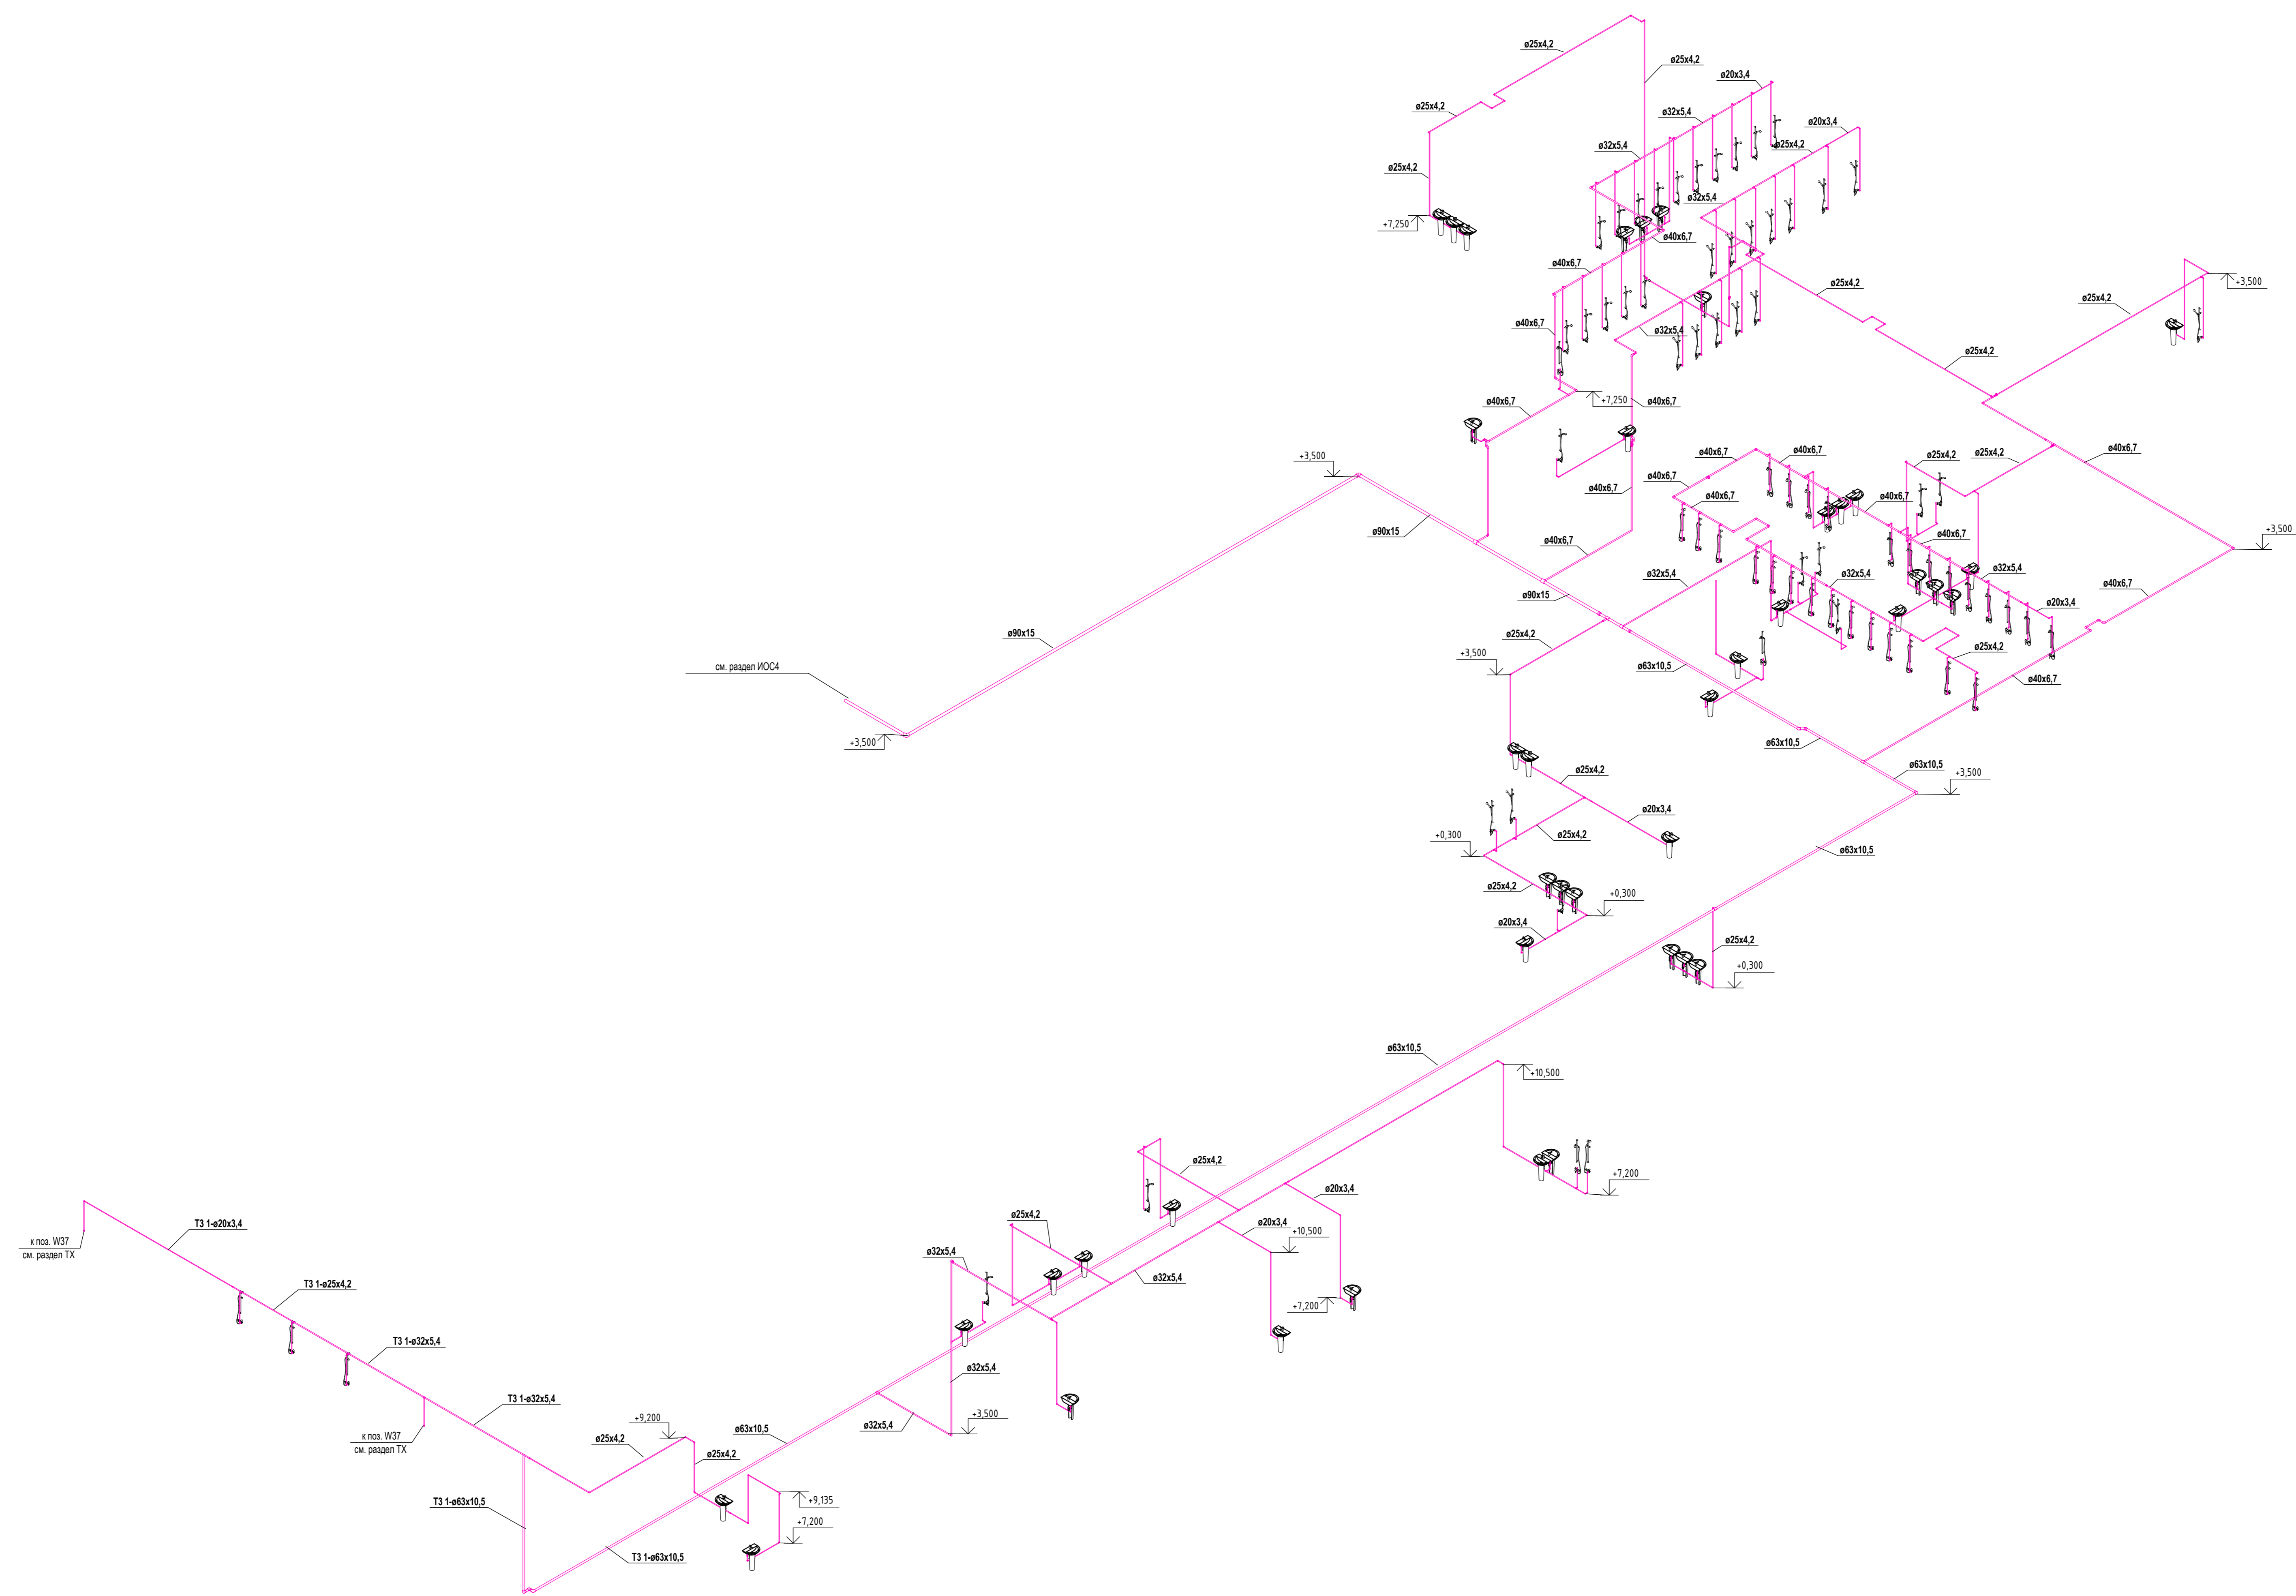 ø25x4,2
ø25x4,2
ø20x3,4
ø25x4,2
ø32x5,4
ø20x3,4
ø32x5,4
ø25x4,2
ø25x4,2
ø32x5,4
+7,250
ø40x6,7
ø40x6,7
ø25x4,2
+3,500
ø25x4,2
ø40x6,7
ø32x5,4
ø25x4,2
ø40x6,7
+7,250
ø40x6,7
ø40x6,7
ø40x6,7
ø40x6,7
+3,500
ø25x4,2
ø25x4,2
ø40x6,7
ø40x6,7
ø40x6,7
ø40x6,7
ø40x6,7
ø90x15
ø40x6,7
ø40x6,7
+3,500
ø32x5,4
ø32x5,4
ø32x5,4
ø40x6,7
ø90x15
ø20x3,4
ø90x15
ø25x4,2
ø25x4,2
+3,500
ø63x10,5
см. раздел ИОС4
ø40x6,7
+3,500
ø63x10,5
ø63x10,5
+3,500
ø25x4,2
ø20x3,4
+0,300
ø25x4,2
ø63x10,5
ø25x4,2
+0,300
ø20x3,4
ø25x4,2
+0,300
ø63x10,5
+10,500
ø25x4,2
+7,200
ø20x3,4
ø25x4,2
ø20x3,4
Т3 1-ø20x3,4
+10,500
к поз. W37
см. раздел ТХ
ø32x5,4
ø32x5,4
Т3 1-ø25x4,2
+7,200
Т3 1-ø32x5,4
ø32x5,4
Т3 1-ø32x5,4
+9,200
+3,500
ø32x5,4
ø63x10,5
к поз. W37
см. раздел ТХ
ø25x4,2
ø25x4,2
Т3 1-ø63x10,5
+9,135
+7,200
Т3 1-ø63x10,5